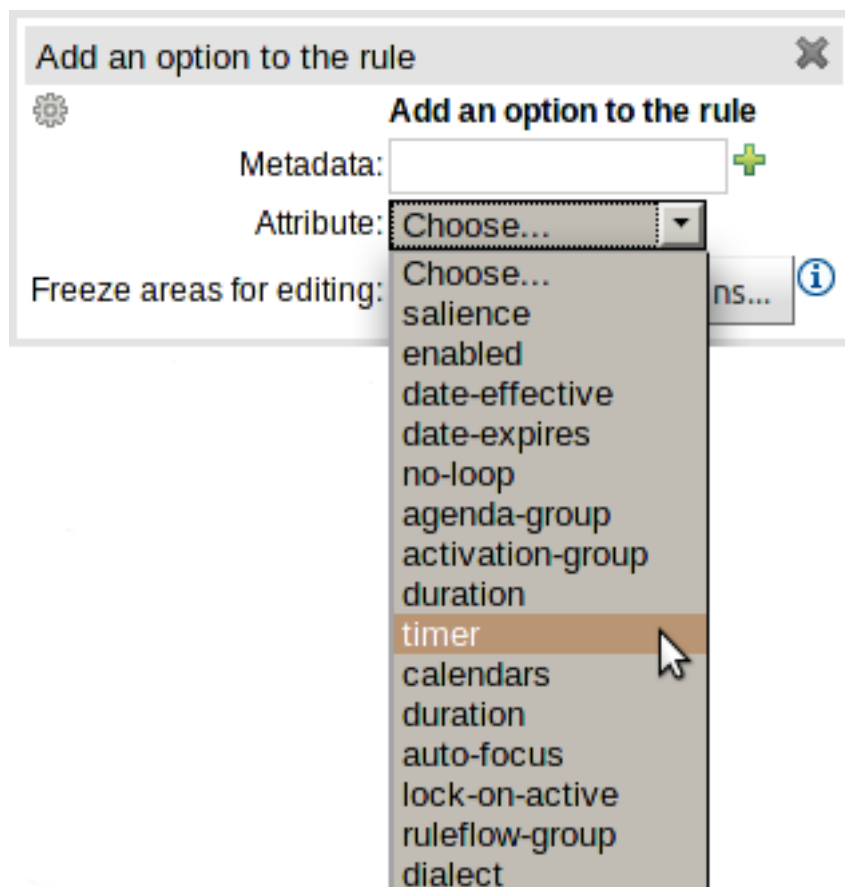 Add an option to the rule
Add an option to the rule
Metadata:
Attribute: Choose...
Choose...
Freeze areas for editing: ns...
salience
enabled
date-effective
date-expires
no-loop
agenda-group
activation-group
duration
timer
calendars
duration
auto-focus
lock-on-active
ruleflow-group
dialect